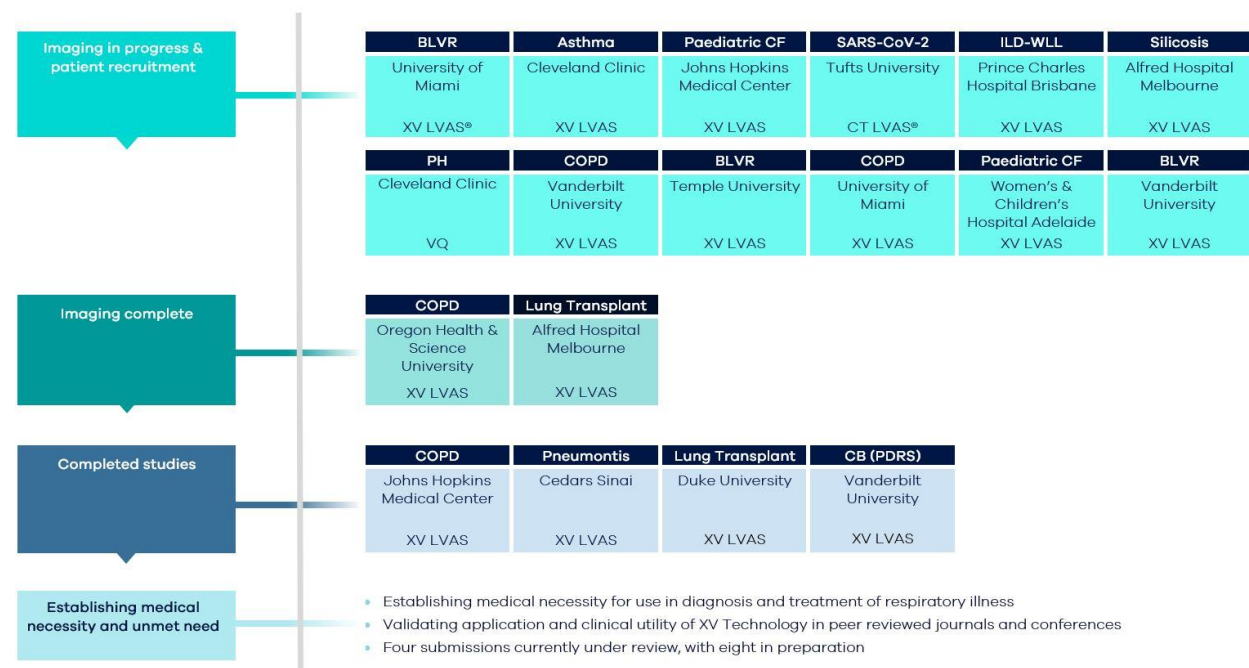 Imaging in progress &
patient recruitment
BLVR
University of
Miami
XV LVAS®
Asthma
Cleveland Clinic
XV LVAS
Paediatric CF
Johns Hopkins
Medical Center
XV LVAS
SARS-CoV-2
Tufts University
CT LVAS®
ILD-WLL
Prince Charles
Hospital Brisbane
XV LVAS
Silicosis
Alfred Hospital
Melbourne
XV LVAS
PH
Cleveland Clinic
VQ
COPD
Vanderbilt
University
XV LVAS
BLVR
Temple University
XV LVAS
COPD
University of
Miami
XV LVAS
Paediatric CF
Women's &
Children's
Hospital Adelaide
XV LVAS
BLVR
Vanderbilt
University
XV LVAS
Imaging complete
COPD
Oregon Health &
Science
University
XV LVAS
Lung Transplant
Alfred Hospital
Melbourne
XV LVAS
Completed studies
COPD
Johns Hopkins
Medical Center
XV LVAS
Pneumontis
Cedars Sinai
XV LVAS
Lung Transplant
Duke University
XV LVAS
CB (PDRS)
Vanderbilt
University
XV LVAS
Establishing medical
necessity and unmet need
• Establishing medical necessity for use in diagnosis and treatment of respiratory illness
• Validating application and clinical utility of XV Technology in peer reviewed journals and conferences
• Four submissions currently under review, with eight in preparation